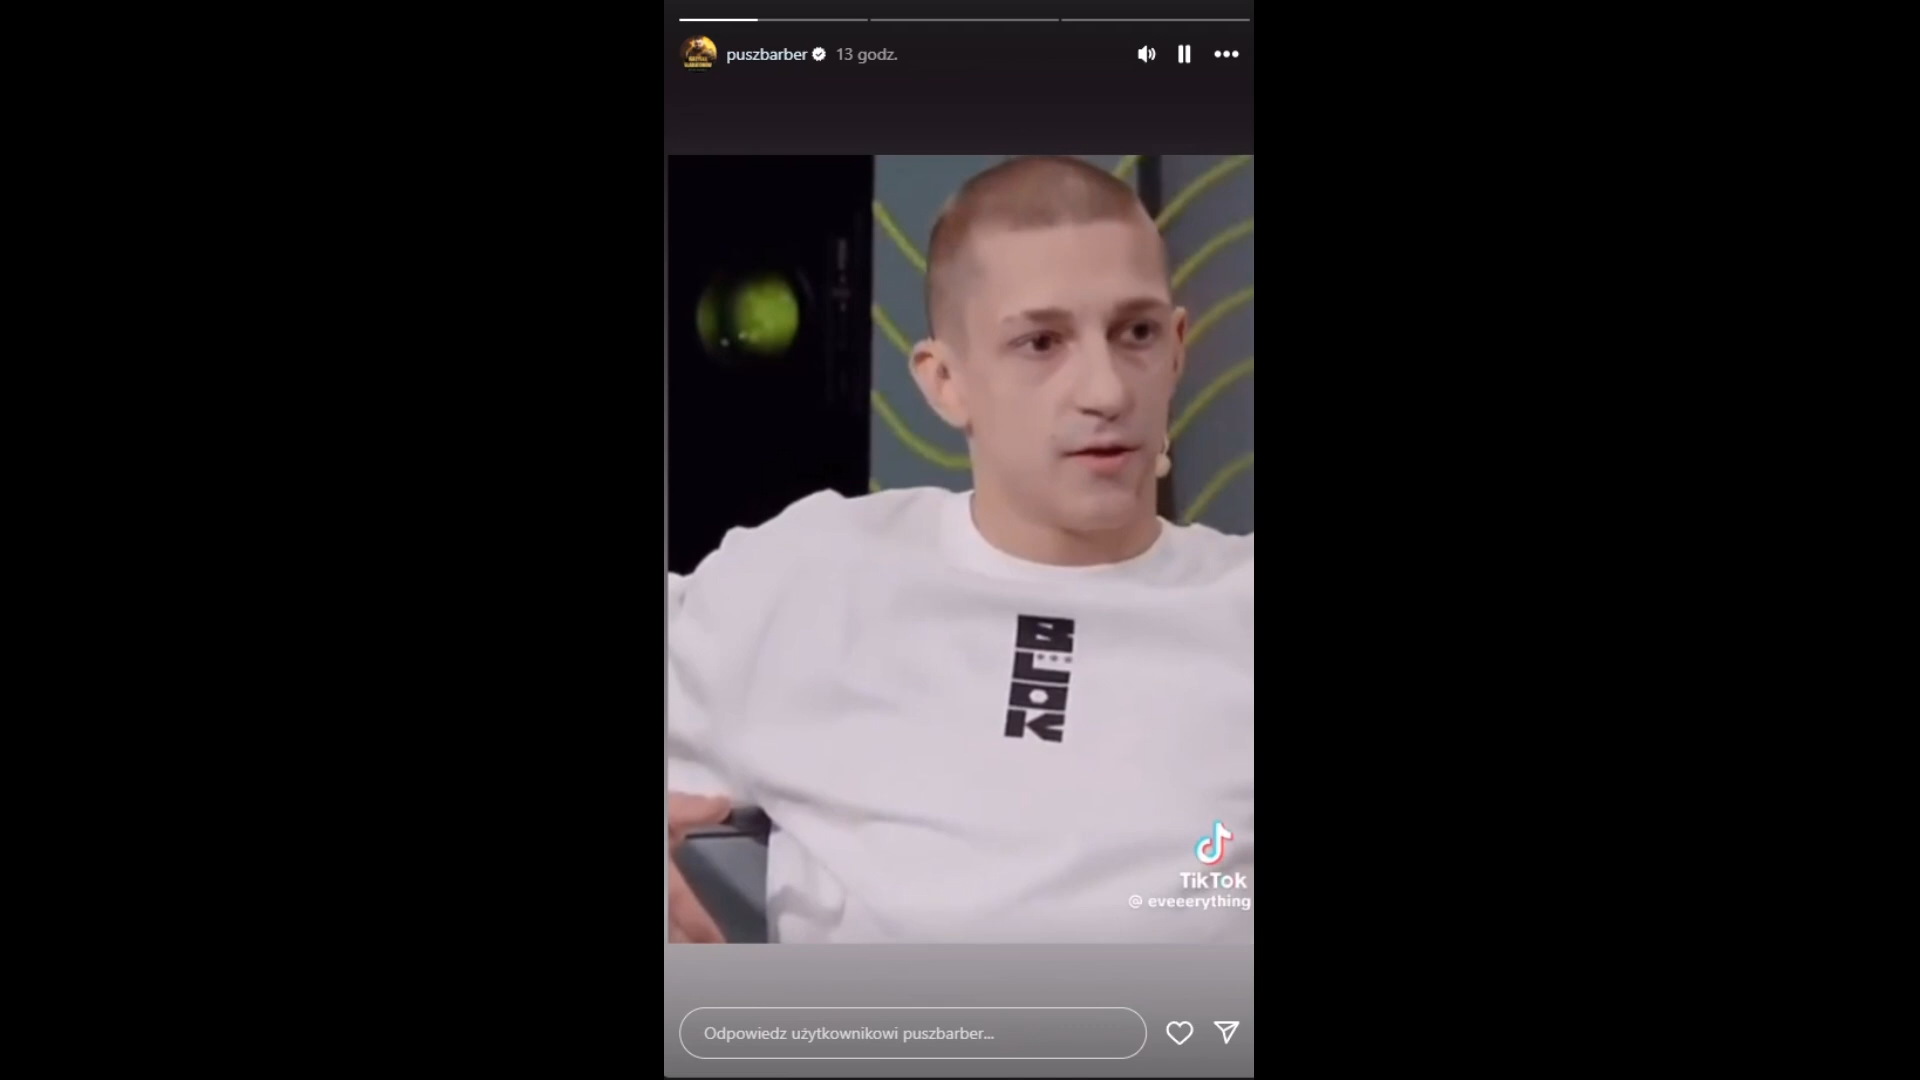 puszbarber 13 godz.
BLOK
TikTok
@ eveeerything
Odpowiedz użytkownikowi puszbarber...